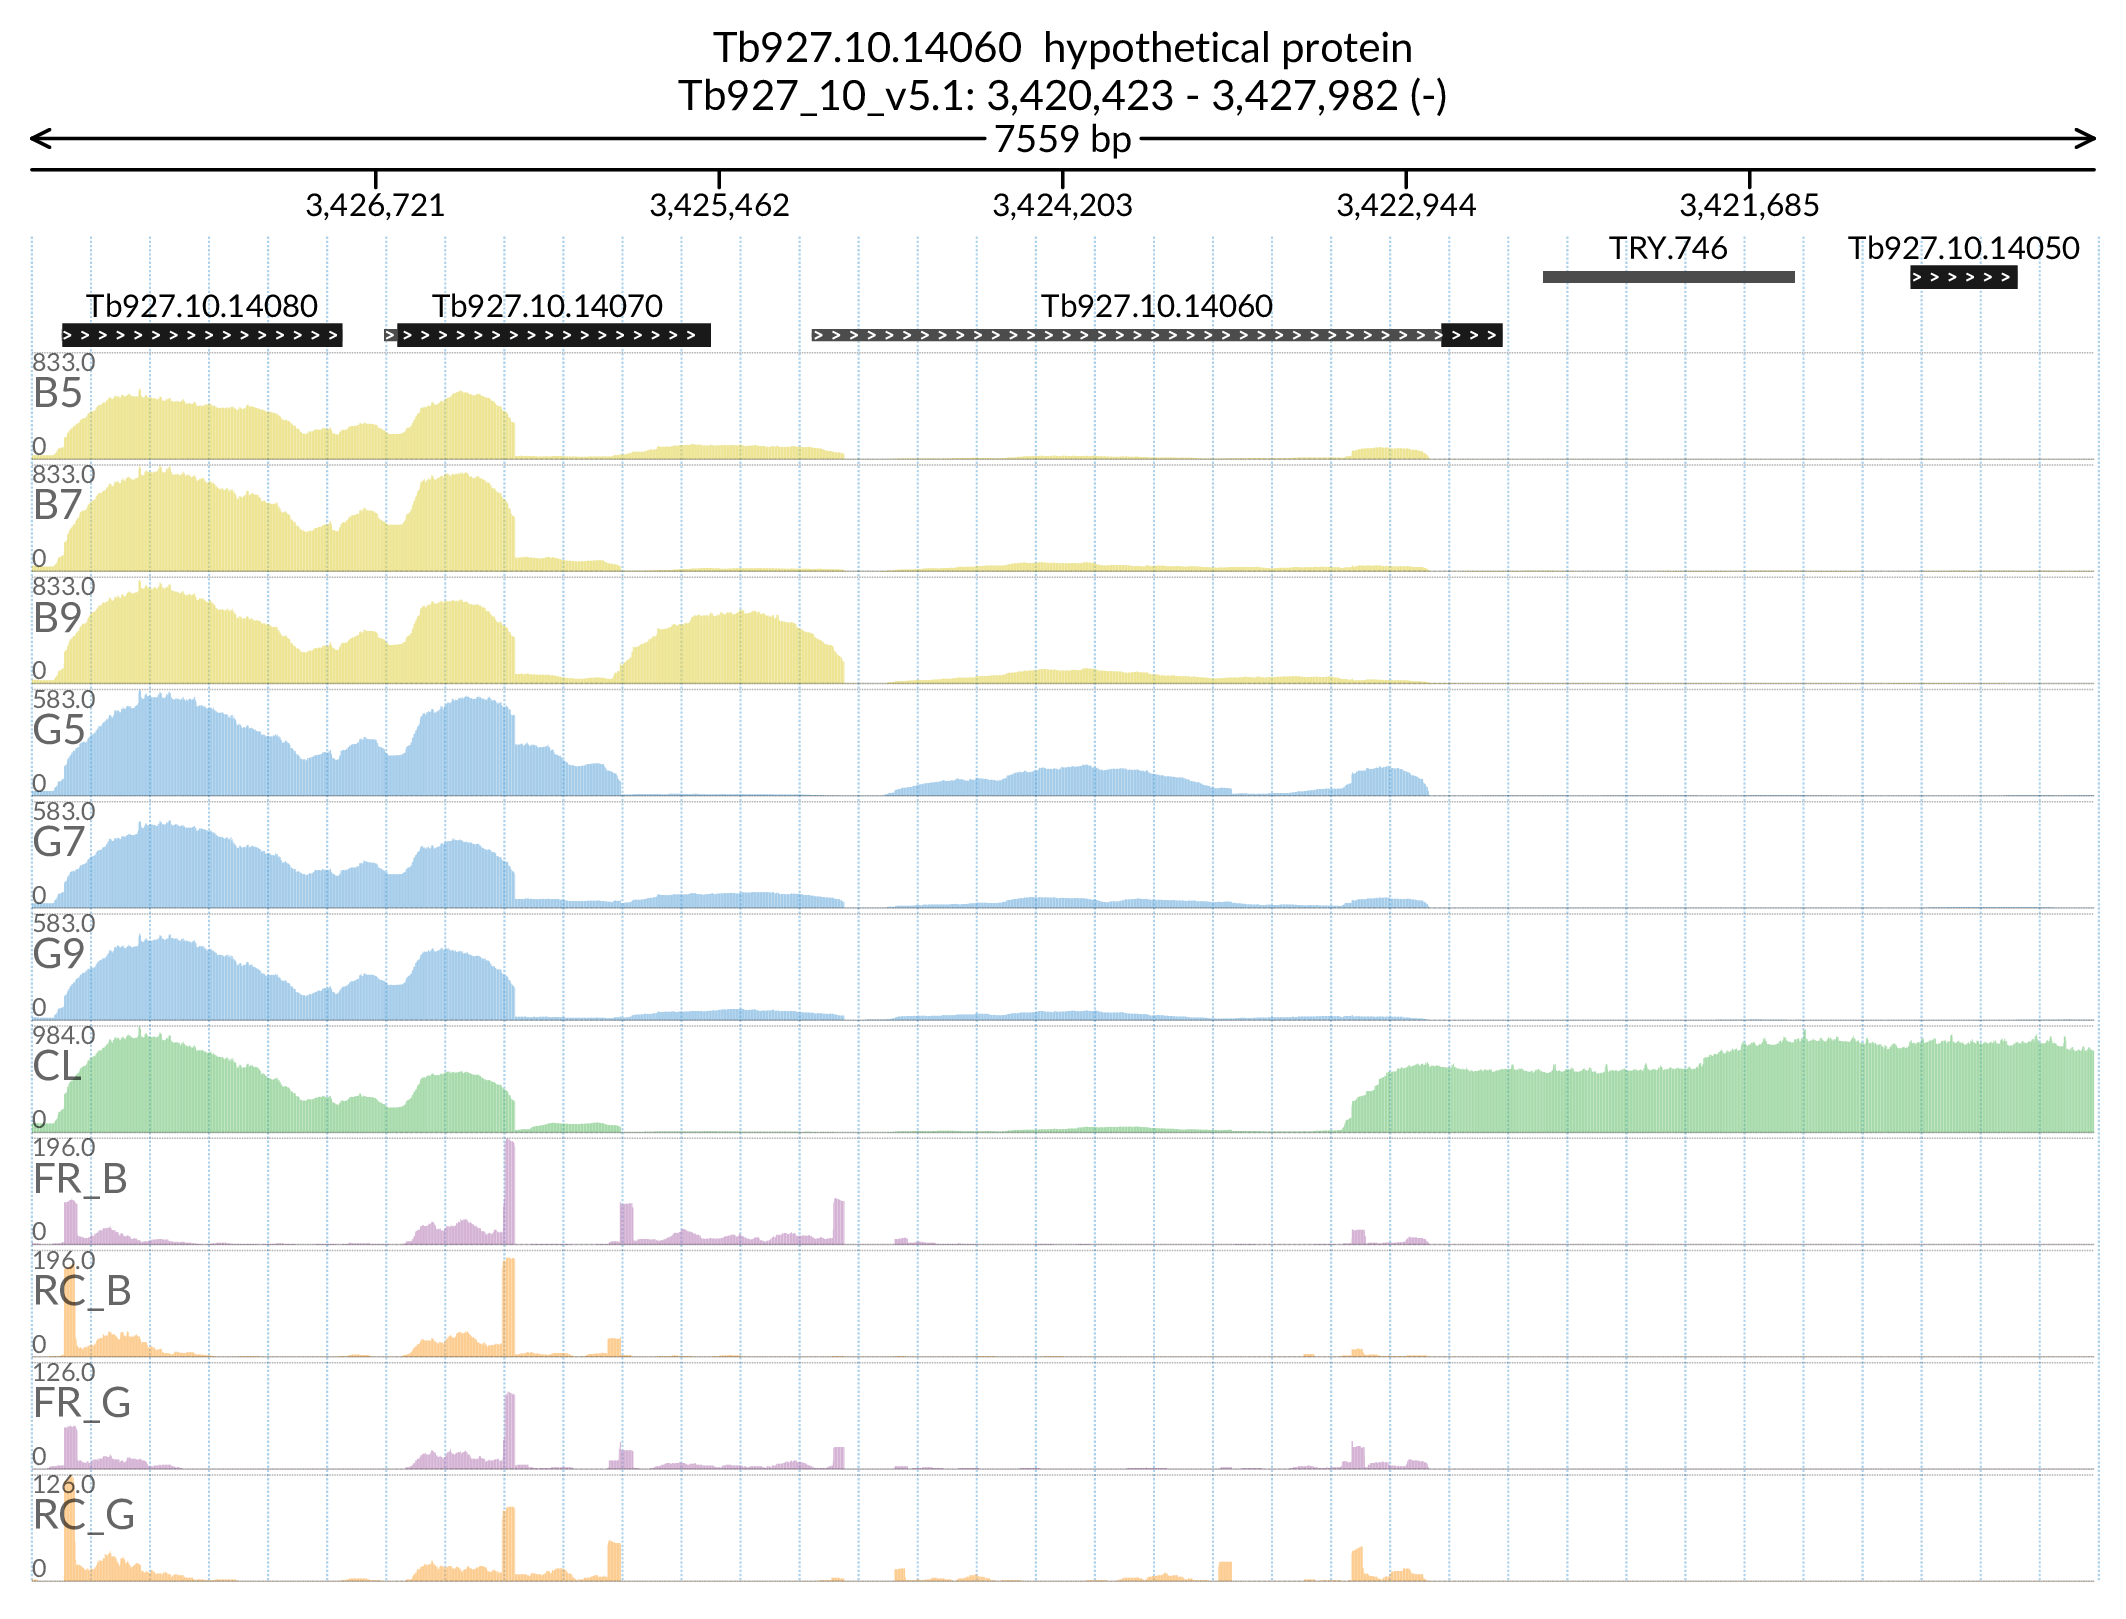 Tb927.10.14060 hypothetical protein
Tb927_10_v5.1: 3,420,423 - 3,427,982 (-)
7559 bp
3,426,721 3,425,462 3,424,203 3,422,944 3,421,685
TRY.746 Tb927.10.14050
Tb927.10.14080 Tb927.10.14070 Tb927.10.14060
833.0
B5
0
833.0
B7
0
833.0
B9
0
583.0
G5
0
583.0
G7
0
583.0
G9
0
984.0
CL
0
196.0
FR_B
0
196.0
RC_B
0
126.0
FR_G
0
126.0
RC_G
0